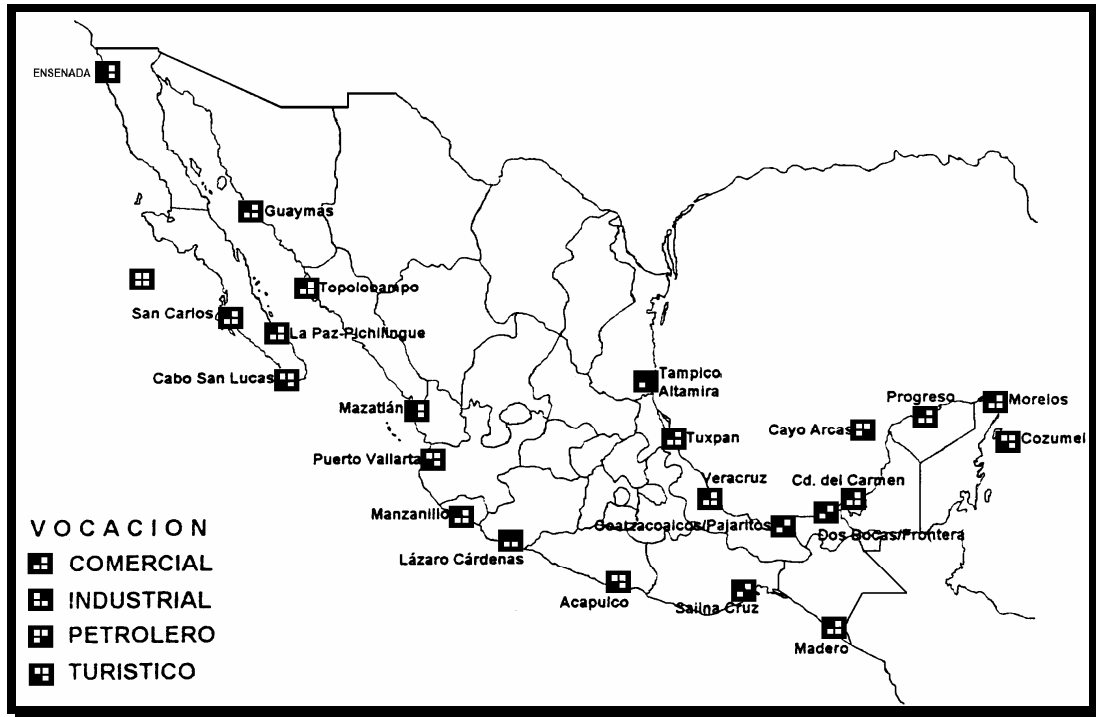 ENSENADA
Guaymas
Topolobampo
San Carlos
La Paz-Pichilingue
Cabo San Lucas
Mazatlán
Tampico
Altamira
Progreso
Morelos
Cayo Arcas
Cozumel
Tuxpan
Puerto Vallarta
Veracruz
Cd. del Carmen
Manzanillo
Coatzacoalcos/Pajaritos
Dos Bocas/Frontera
Lázaro Cárdenas
Acapulco
Salina Cruz
Madero
VOCACION
COMERCIAL
INDUSTRIAL
PETROLERO
TURISTICO